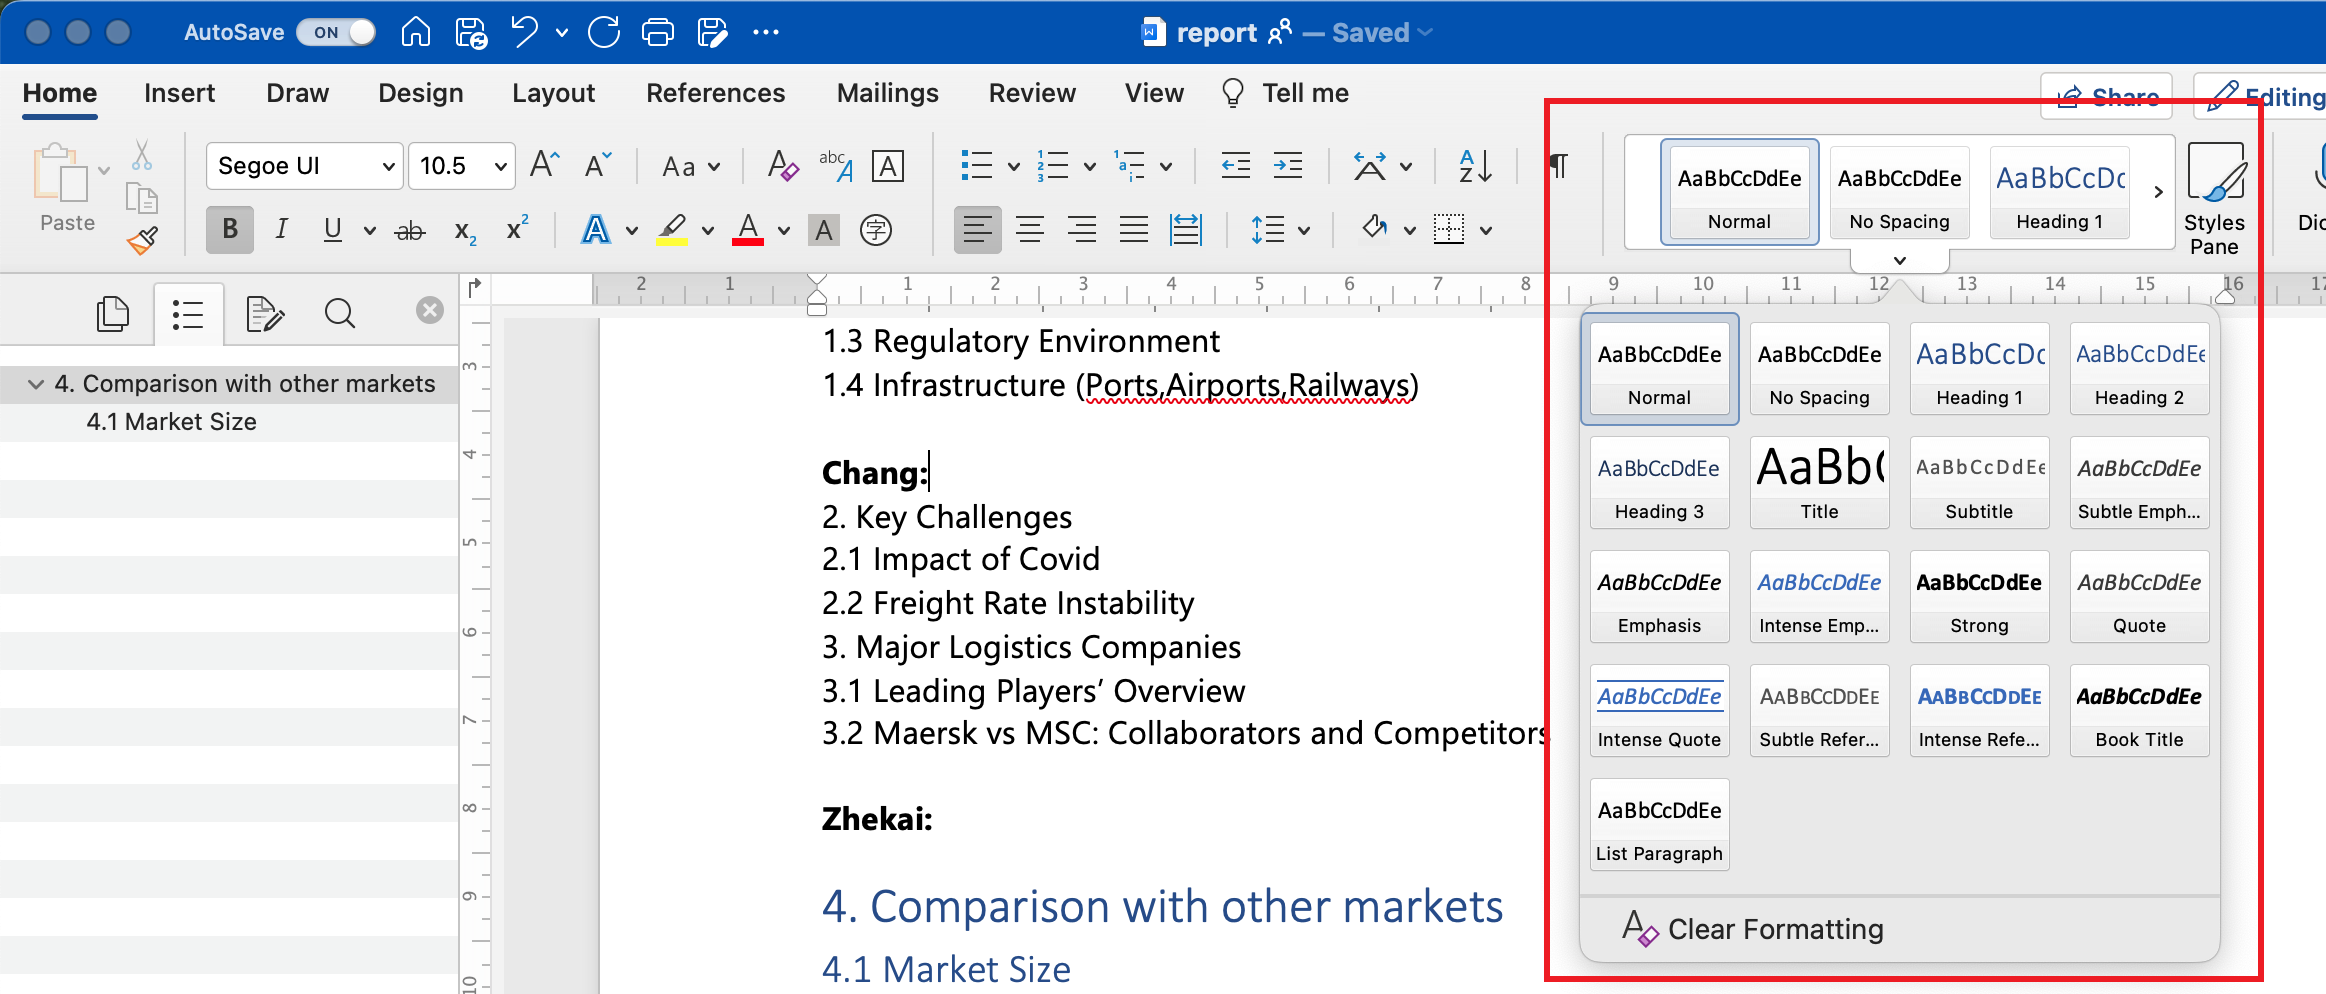 AutoSave ON report — Saved
Home Insert Draw Design Layout References Mailings Review View Tell me Share Editing
Paste
Segoe UI 10.5
B I U ab x2 x2 A A A 字
AaBbCcDdEe AaBbCcDdEe AaBbCcDc
Normal No Spacing Heading 1
Styles
Pane
2 1 1 2 3 4 5 6 7 8 9 10 11 12 13 14 15 16 17
3
4
5
6
7
8
9
10
4. Comparison with other markets
4.1 Market Size
1.3 Regulatory Environment
1.4 Infrastructure (Ports,Airports,Railways)
Chang:
2. Key Challenges
2.1 Impact of Covid
2.2 Freight Rate Instability
3. Major Logistics Companies
3.1 Leading Players’ Overview
3.2 Maersk vs MSC: Collaborators and Competitors
Zhekai:
4. Comparison with other markets
4.1 Market Size
AaBbCcDdEe AaBbCcDdEe AaBbCcDc AaBbCcDdEe
Normal No Spacing Heading 1 Heading 2
AaBbCcDdEe AaBb AaBbCcDdEe AaBbCcDdEe
Heading 3 Title Subtitle Subtle Emph...
AaBbCcDdEe AaBbCcDdEe AaBbCcDdEe AaBbCcDdEe
Emphasis Intense Emp... Strong Quote
AaBbCcDdEe AaBbCcDdEe AaBbCcDdEe AaBbCcDdEe
Intense Quote Subtle Refer... Intense Refe... Book Title
AaBbCcDdEe
List Paragraph
Clear Formatting